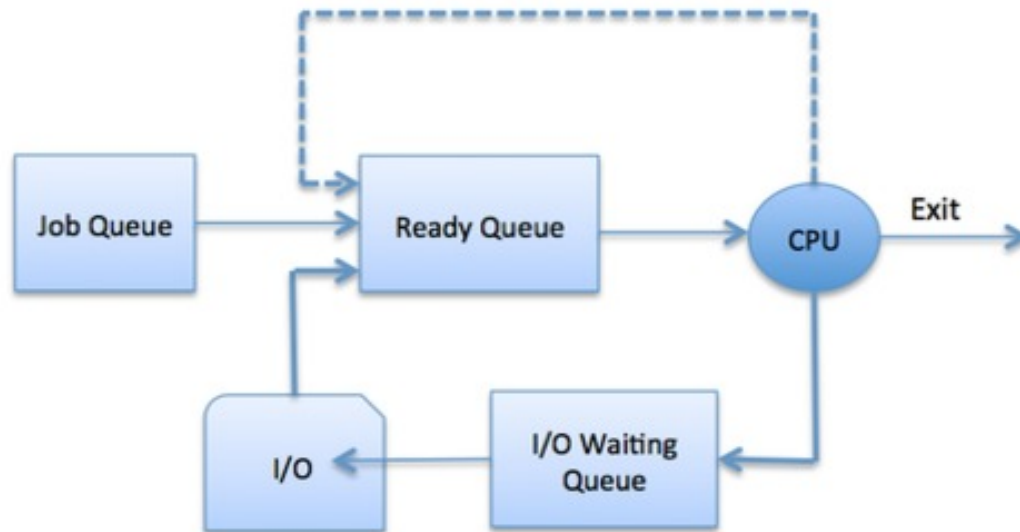 Job Queue
Ready Queue
CPU
Exit
I/O
I/O Waiting
Queue